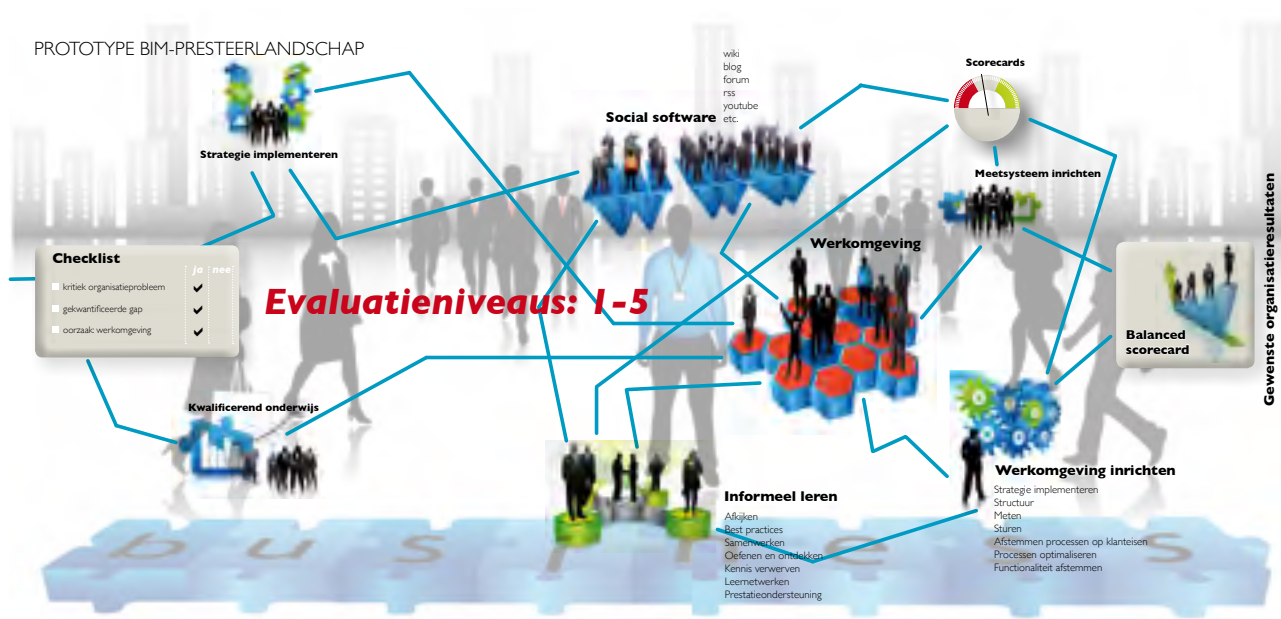 PROTOTYPE BIM-PRESTEERLANDSCHAP
Strategie implementeren
Social software
wiki
blog
forum
rss
youtube
etc.
Scorecards
Meetsysteem inrichten
Checklist
ja nee
kritiek organisatieprobleem
gekwantificeerde gap
oorzaak: werkomgeving
Evaluatieniveaus: 1-5
Werkomgeving
Balanced
scorecard
Gewenste organisatieresultaten
Kwalificerend onderwijs
Informeel leren
Afkijken
Best practices
Samenwerken
Oefenen en ontdekken
Kennis verwerven
Leernetwerken
Prestatieondersteuning
Werkomgeving inrichten
Strategie implementeren
Structuur
Meten
Sturen
Afstemmen processen op klanteisen
Processen optimaliseren
Functionaliteit afstemmen
business